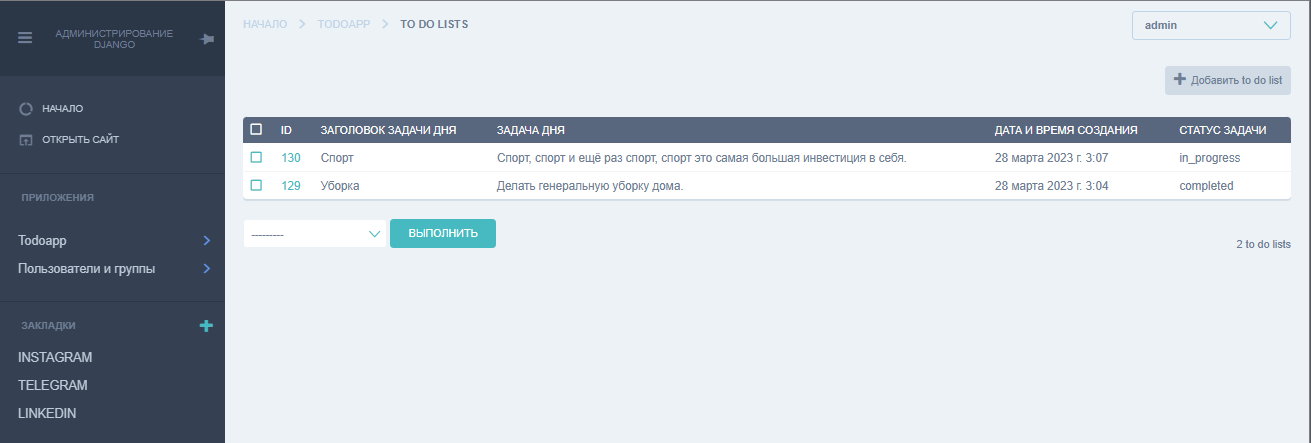 АДМИНИСТРИРОВАНИЕ
DJANGO
НАЧАЛО
ОТКРЫТЬ САЙТ
ПРИЛОЖЕНИЯ
Todoapp
Пользователи и группы
ЗАКЛАДКИ
INSTAGRAM
TELEGRAM
LINKEDIN
НАЧАЛО TODOAPP TO DO LISTS
admin
Добавить to do list
ID ЗАГОЛОВОК ЗАДАЧИ ДНЯ ЗАДАЧА ДНЯ ДАТА И ВРЕМЯ СОЗДАНИЯ СТАТУС ЗАДАЧИ
130 Спорт Спорт, спорт и ещё раз спорт, спорт это самая большая инвестиция в себя. 28 марта 2023 г. 3:07 in_progress
129 Уборка Делать генеральную уборку дома. 28 марта 2023 г. 3:04 completed
--------- ВЫПОЛНИТЬ
2 to do lists